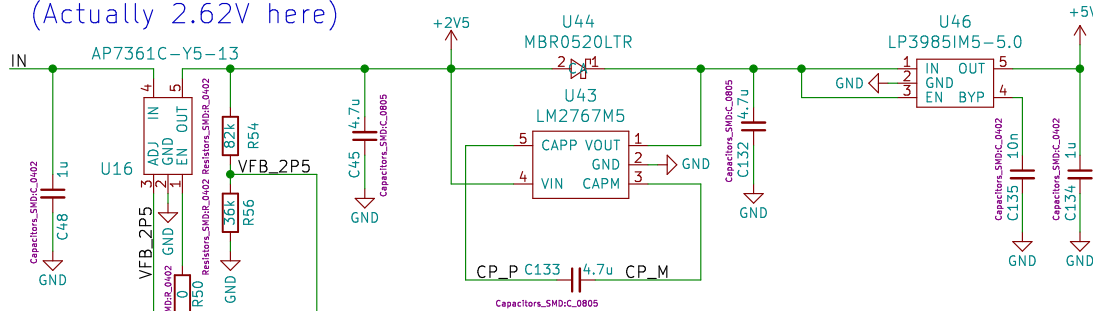 (Actually 2.62V here)
IN
AP7361C-Y5-13
4
5
IN
OUT
ADJ
GND
EN
U16
3
2
1
VFB_2P5
GND
Capacitors_SMD:C_0402
1u
C48
GND
Resistors_SMD:R_0402
82k
R54
VFB_2P5
Resistors_SMD:R_0402
36k
R56
GND
MD:R_0402
0
R50
4.7u
C45
Capacitors_SMD:C_0805
GND
+2V5
U44
MBR0520LTR
2
CA
1
U43
LM2767M5
5 CAPP VOUT 1
GND 2 GND
4 VIN CAPM 3
CP_P C133 4.7u CP_M
Capacitors_SMD:C_0805
Capacitors_SMD:C_0805
4.7u
C132
GND
U46
LP3985IM5-5.0
1 IN OUT 5
GND 2 GND
3 EN BYP 4
+5V
Capacitors_SMD:C_0402
10n
C135
GND
Capacitors_SMD:C_0402
1u
C134
GND